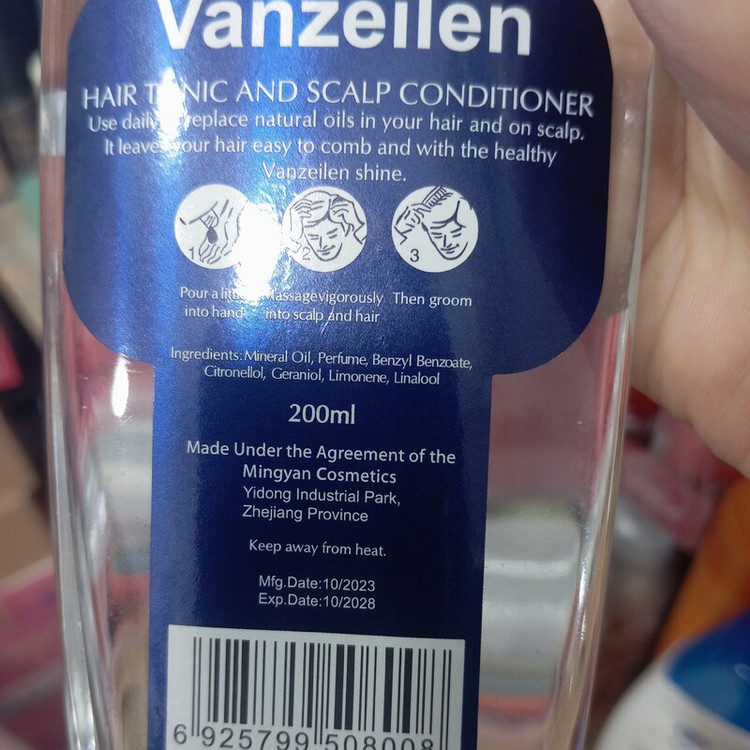 Vanzeilen
HAIR TONIC AND SCALP CONDITIONER
Use daily replace natural oils in your hair and on scalp.
It leaves your hair easy to comb and with the healthy
Vanzeilen shine.
1 2 3
Pour a little Massage vigorously Then groom
into hand into scalp and hair
Ingredients: Mineral Oil, Perfume, Benzyl Benzoate,
Citronellol, Geraniol, Limonene, Linalool
200ml
Made Under the Agreement of the
Mingyan Cosmetics
Yidong Industrial Park,
Zhejiang Province
Keep away from heat.
Mfg.Date:10/2023
Exp.Date:10/2028
6 925799 508008